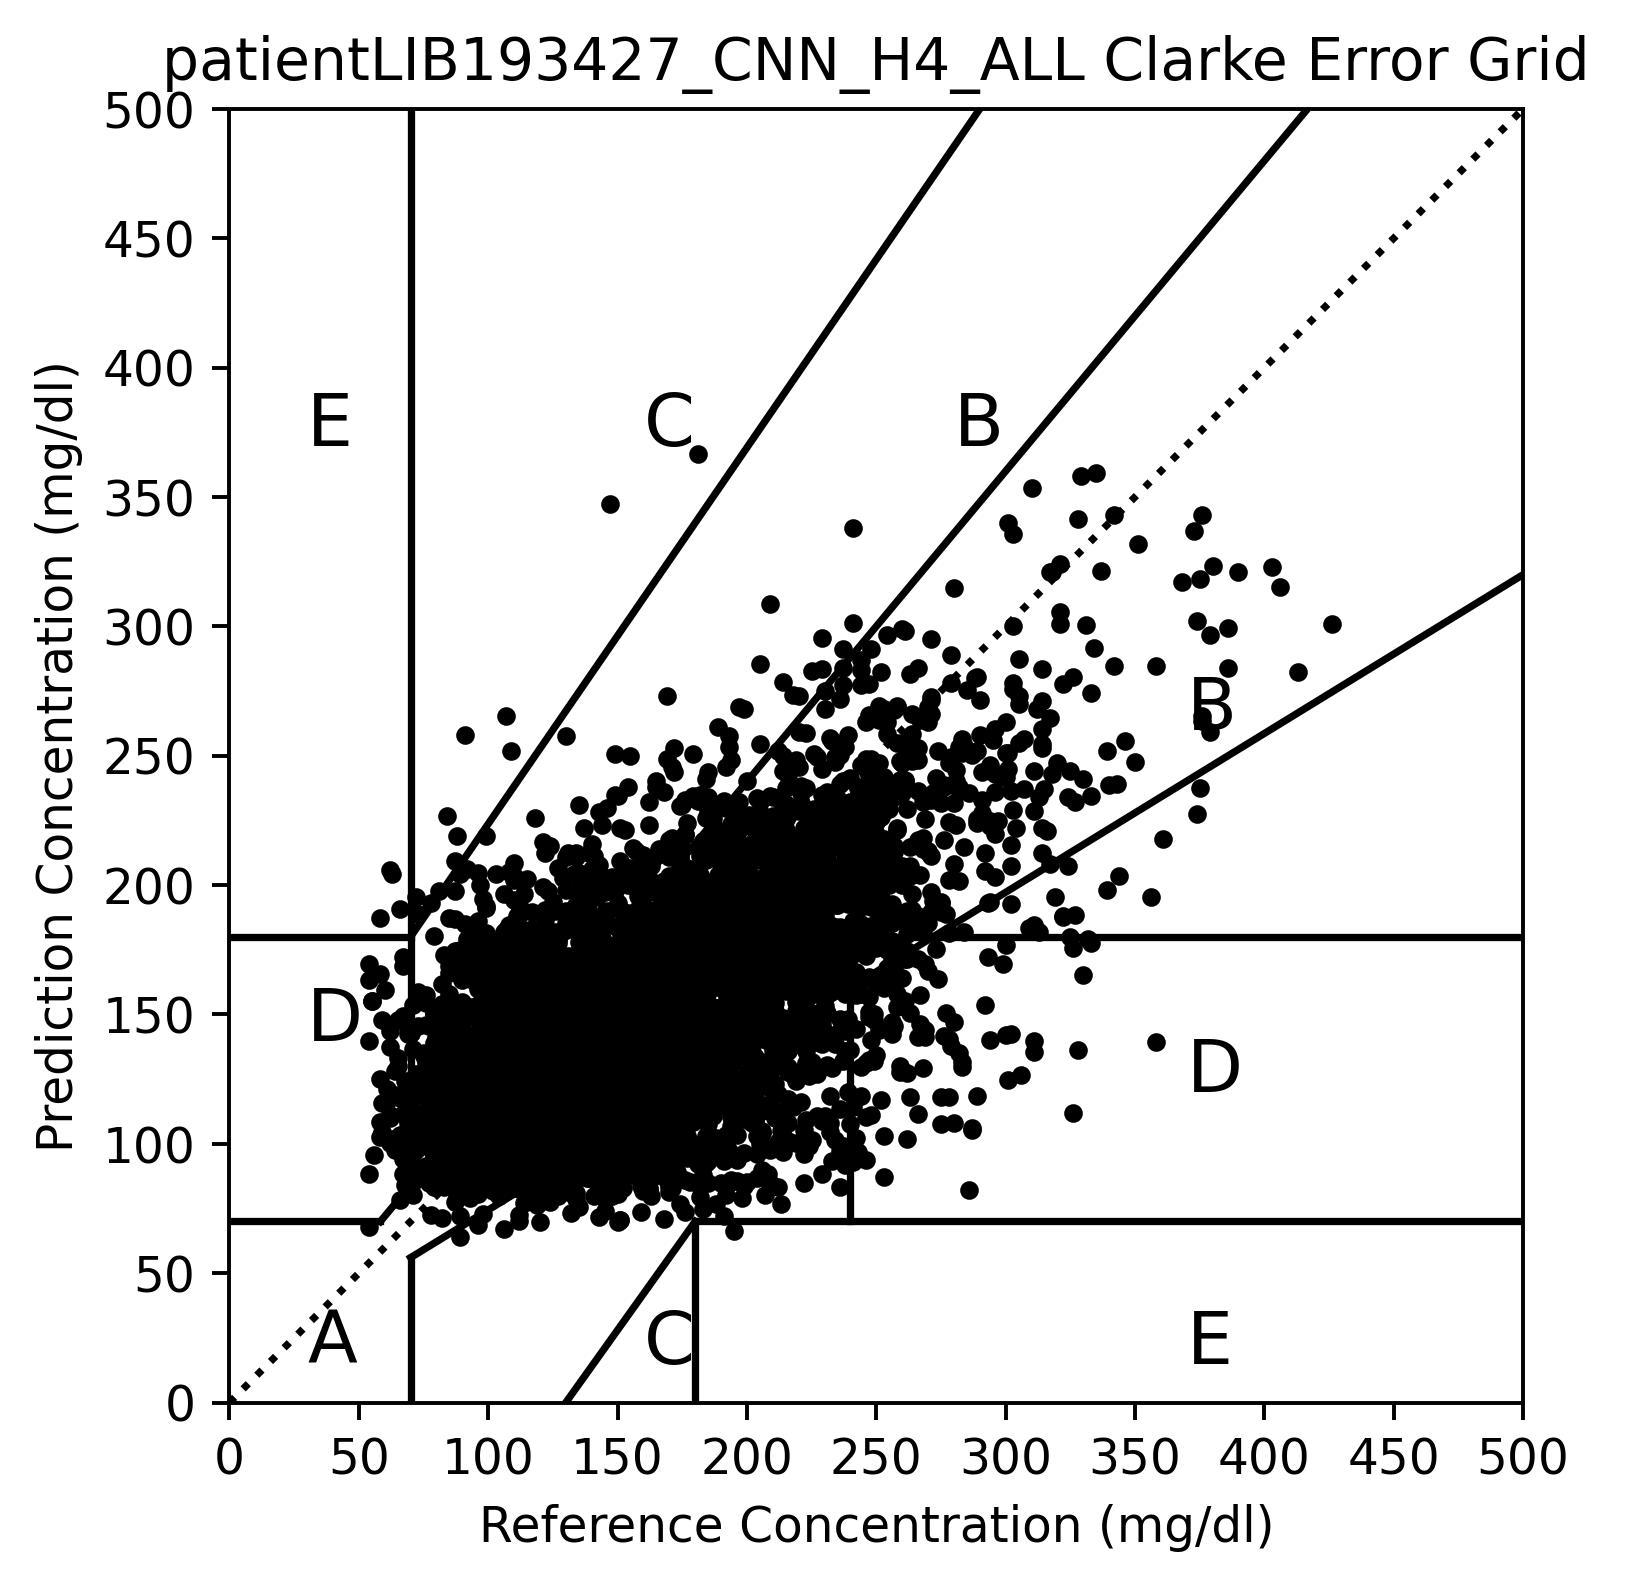 patientLIB193427_CNN_H4_ALL Clarke Error Grid
500
450
400
350
300
250
200
150
100
50
0
Prediction Concentration (mg/dl)
E
C
B
B
D
D
A
C
E
0 50 100 150 200 250 300 350 400 450 500
Reference Concentration (mg/dl)